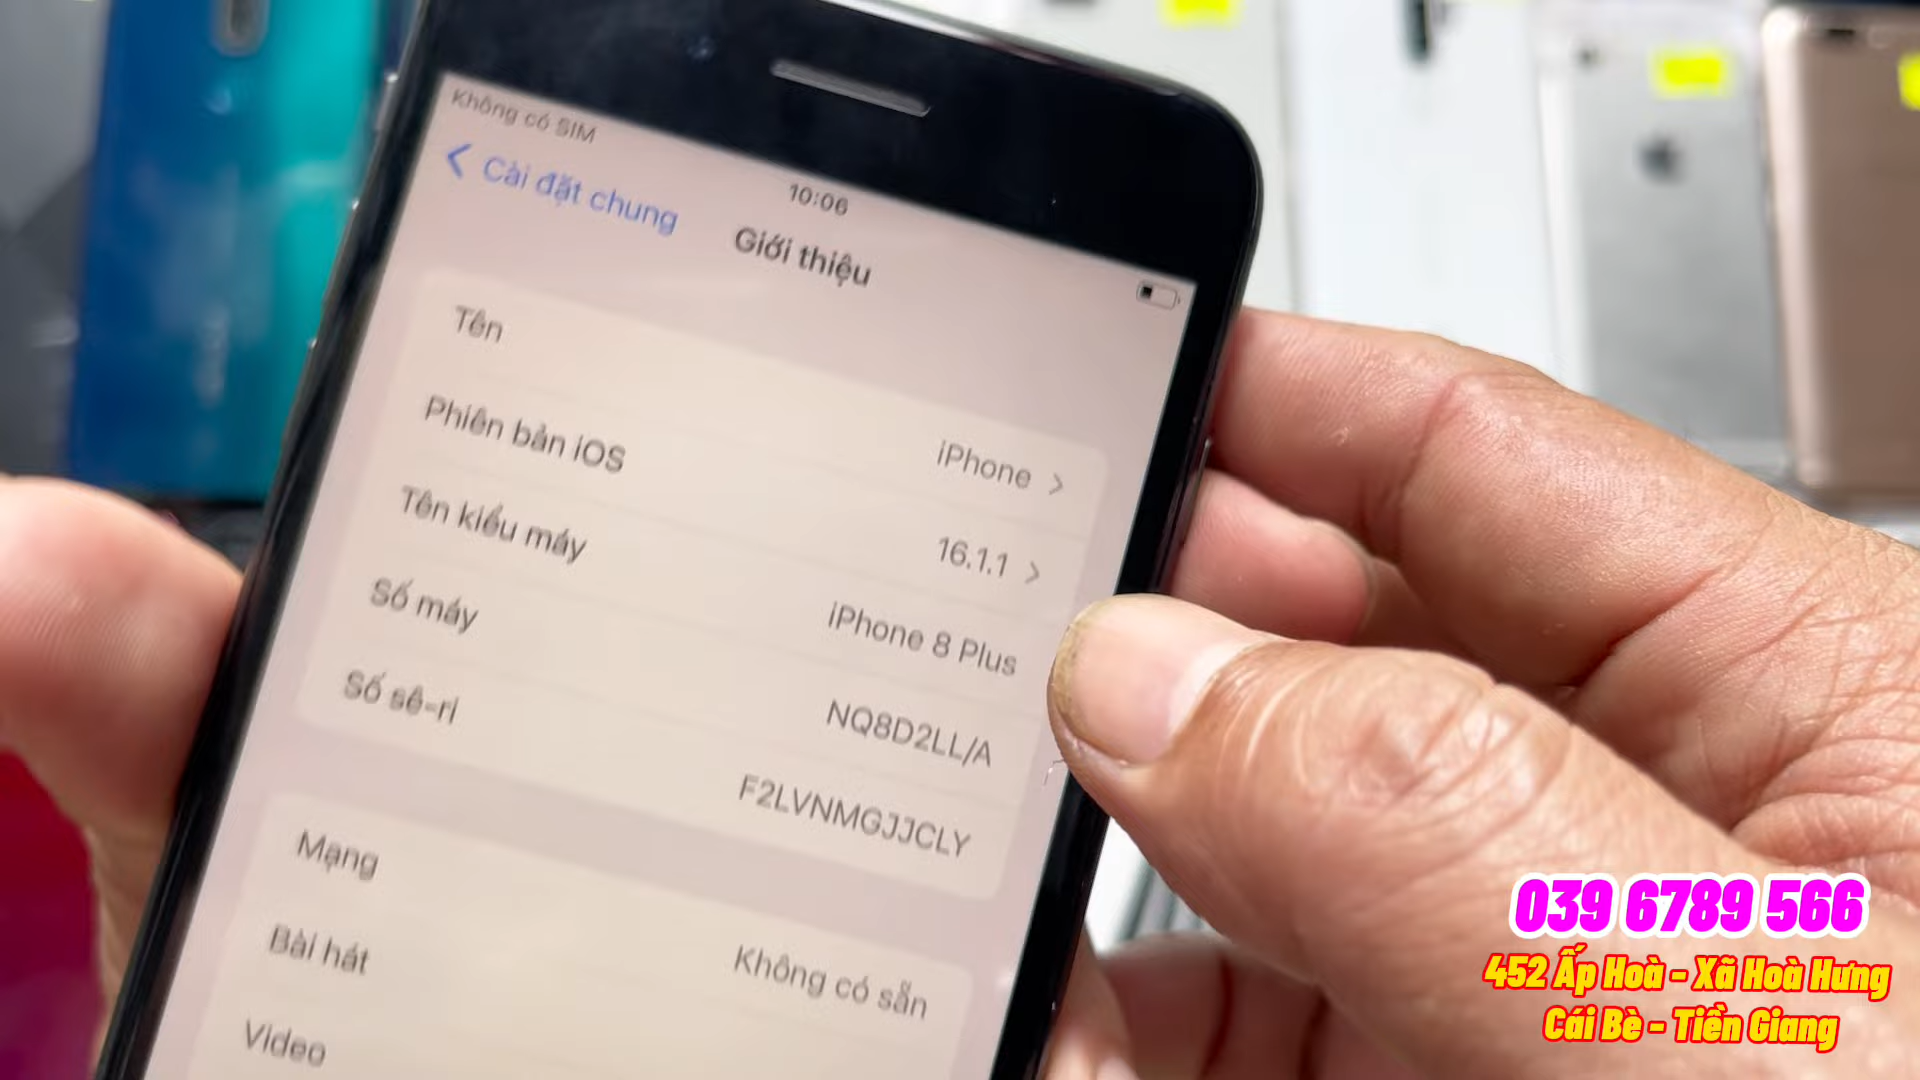 Không có SIM
10:06
Cài đặt chung
Giới thiệu
Tên
iPhone
Phiên bản iOS
16.1.1
Tên kiểu máy
iPhone 8 Plus
Số máy
NQ8D2LL/A
Số sê-ri
F2LVNMGJJCLY
Mạng
Không có sẵn
Bài hát
Video
039 6789 566
452 Ấp Hoà - Xã Hoà Hưng
Cái Bè - Tiền Giang